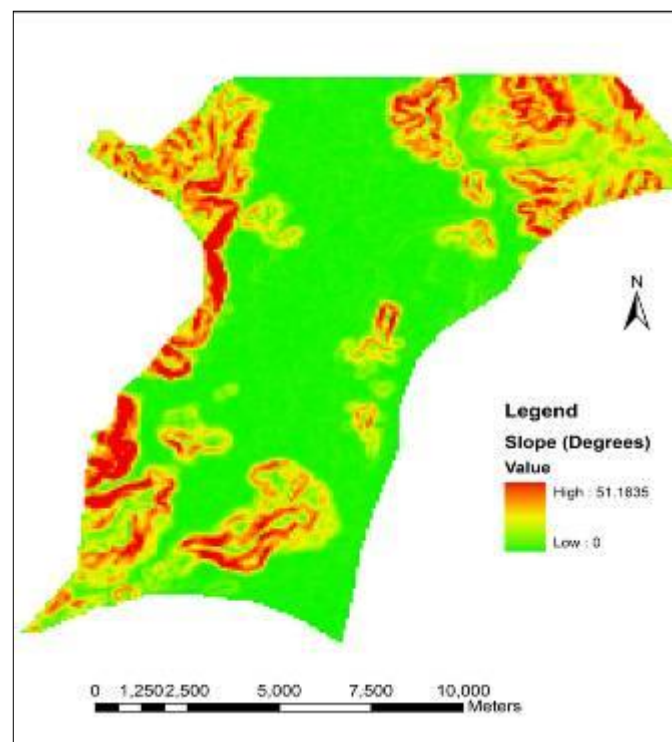 N
Legend
Slope (Degrees)
Value
High : 51.1835
Low : 0
0 1,250 2,500 5,000 7,500 10,000
Meters